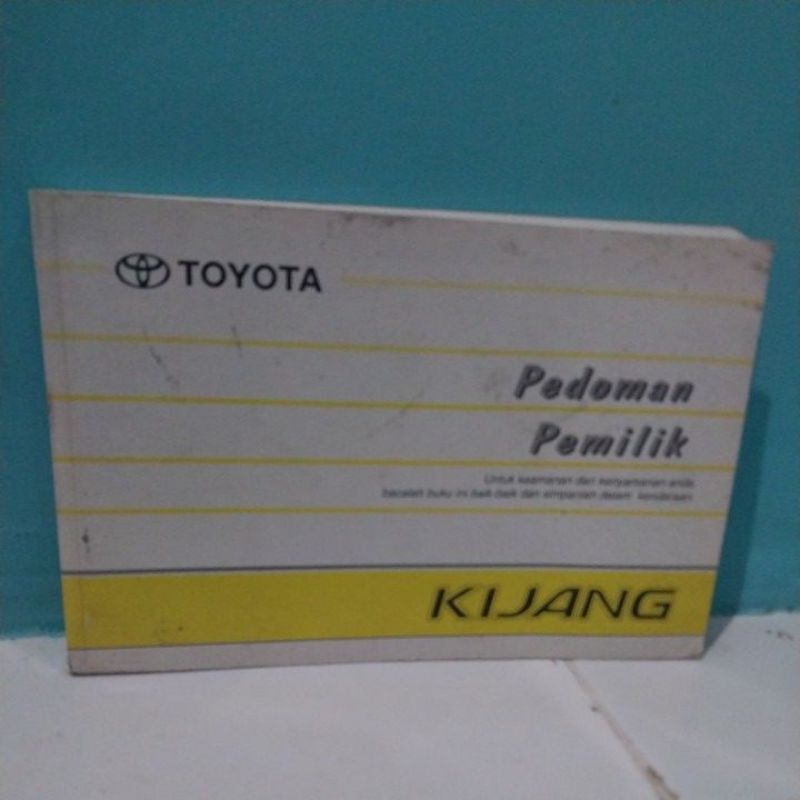 TOYOTA
Pedoman
Pemilik
Untuk keamanan dan kenyamanan anda
bacalah buku ini baik-baik dan simpanlah dalam kendaraan
KIJANG